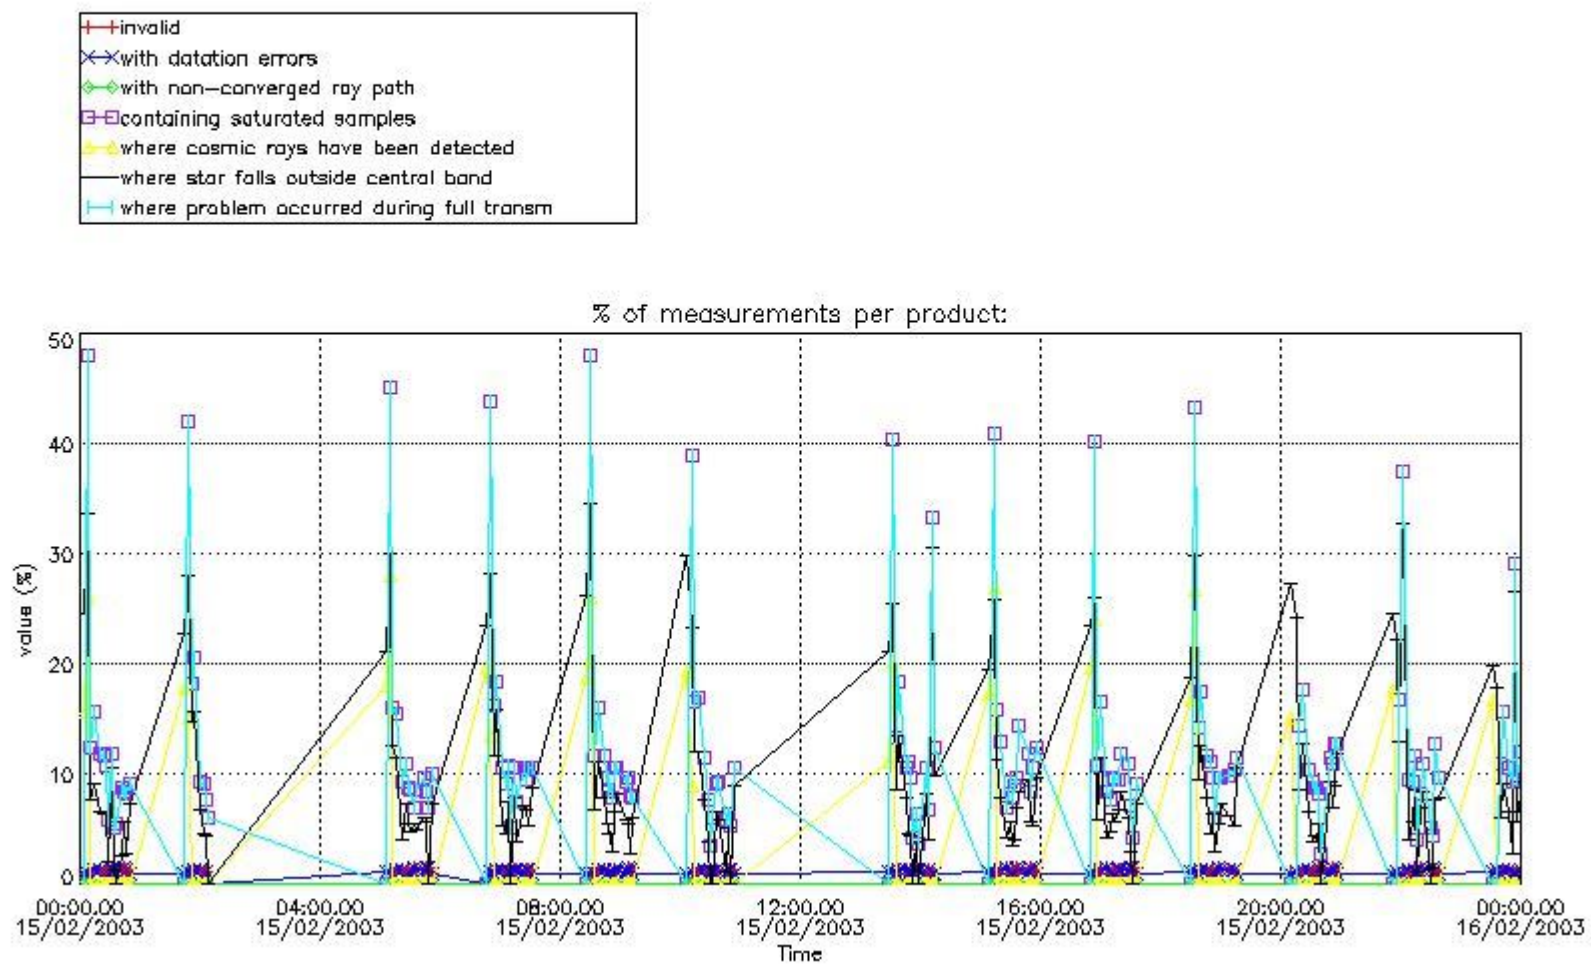 invalid
with datation errors
with non-converged ray path
containing saturated samples
where cosmic rays have been detected
where star falls outside central band
where problem occurred during full transm
% of measurements per product:
50
40
30
20
10
0
value (%)
00:00:00 04:00:00 08:00:00 12:00:00 16:00:00 20:00:00 00:00:00
15/02/2003 15/02/2003 15/02/2003 15/02/2003 15/02/2003 15/02/2003 16/02/2003
Time